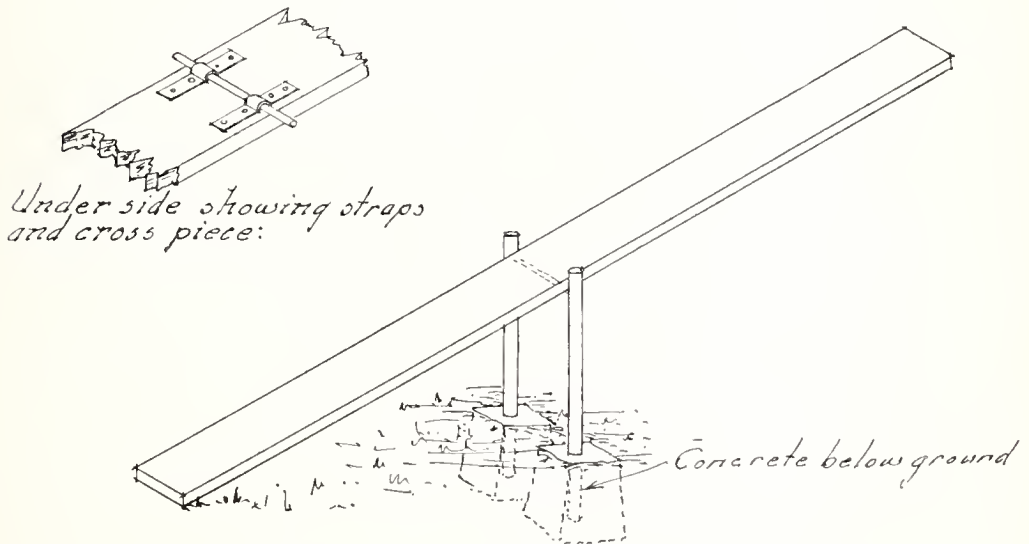 Under side showing straps
and cross piece:
Concrete below ground